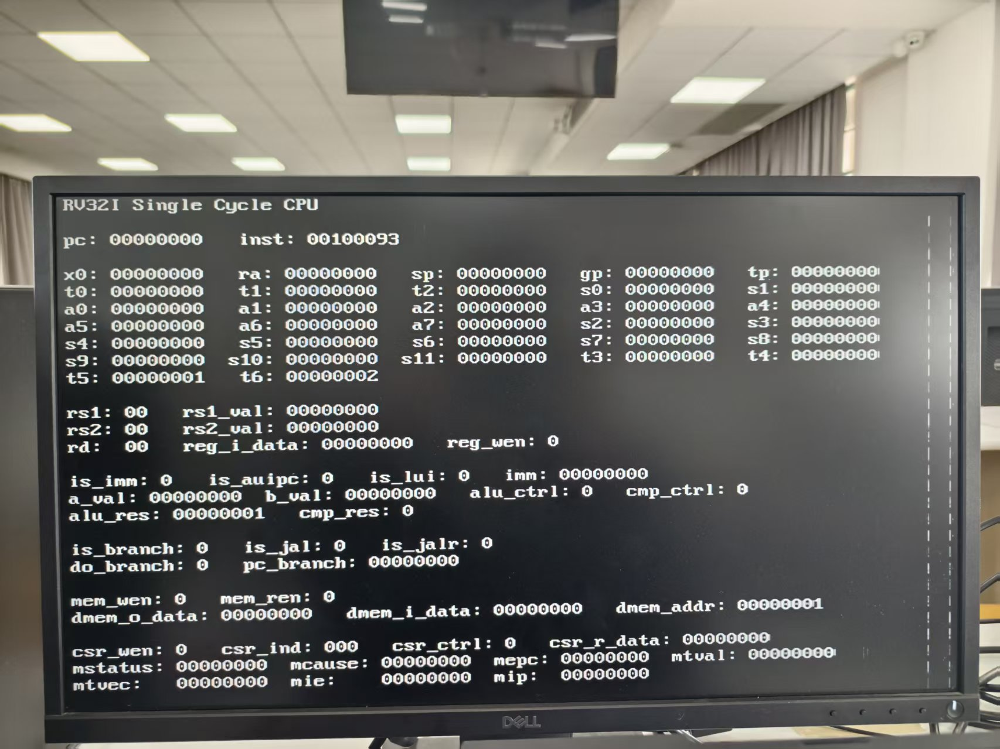 RV32I Single Cycle CPU
pc: 00000000 inst: 00100093
x0: 00000000 ra: 00000000 sp: 00000000 gp: 00000000 tp: 00000000
t0: 00000000 t1: 00000000 t2: 00000000 s0: 00000000 s1: 00000000
a0: 00000000 a1: 00000000 a2: 00000000 a3: 00000000 a4: 00000000
a5: 00000000 a6: 00000000 a7: 00000000 s2: 00000000 s3: 00000000
s4: 00000000 s5: 00000000 s6: 00000000 s7: 00000000 s8: 00000000
s9: 00000000 s10: 00000000 s11: 00000000 t3: 00000000 t4: 00000000
t5: 00000001 t6: 00000002
rs1: 00 rs1_val: 00000000
rs2: 00 rs2_val: 00000000
rd: 00 reg_i_data: 00000000 reg_wen: 0
is_imm: 0 is_auipc: 0 is_lui: 0 imm: 00000000
a_val: 00000000 b_val: 00000000 alu_ctrl: 0 cmp_ctrl: 0
alu_res: 00000001 cmp_res: 0
is_branch: 0 is_jal: 0 is_jalr: 0
do_branch: 0 pc_branch: 00000000
mem_wen: 0 mem_ren: 0
dmem_o_data: 00000000 dmem_i_data: 00000000 dmem_addr: 00000001
csr_wen: 0 csr_ind: 000 csr_ctrl: 0 csr_r_data: 00000000
mstatus: 00000000 mcause: 00000000 mepc: 00000000 mtval: 00000000
mtvec: 00000000 mie: 00000000 mip: 00000000
DELL